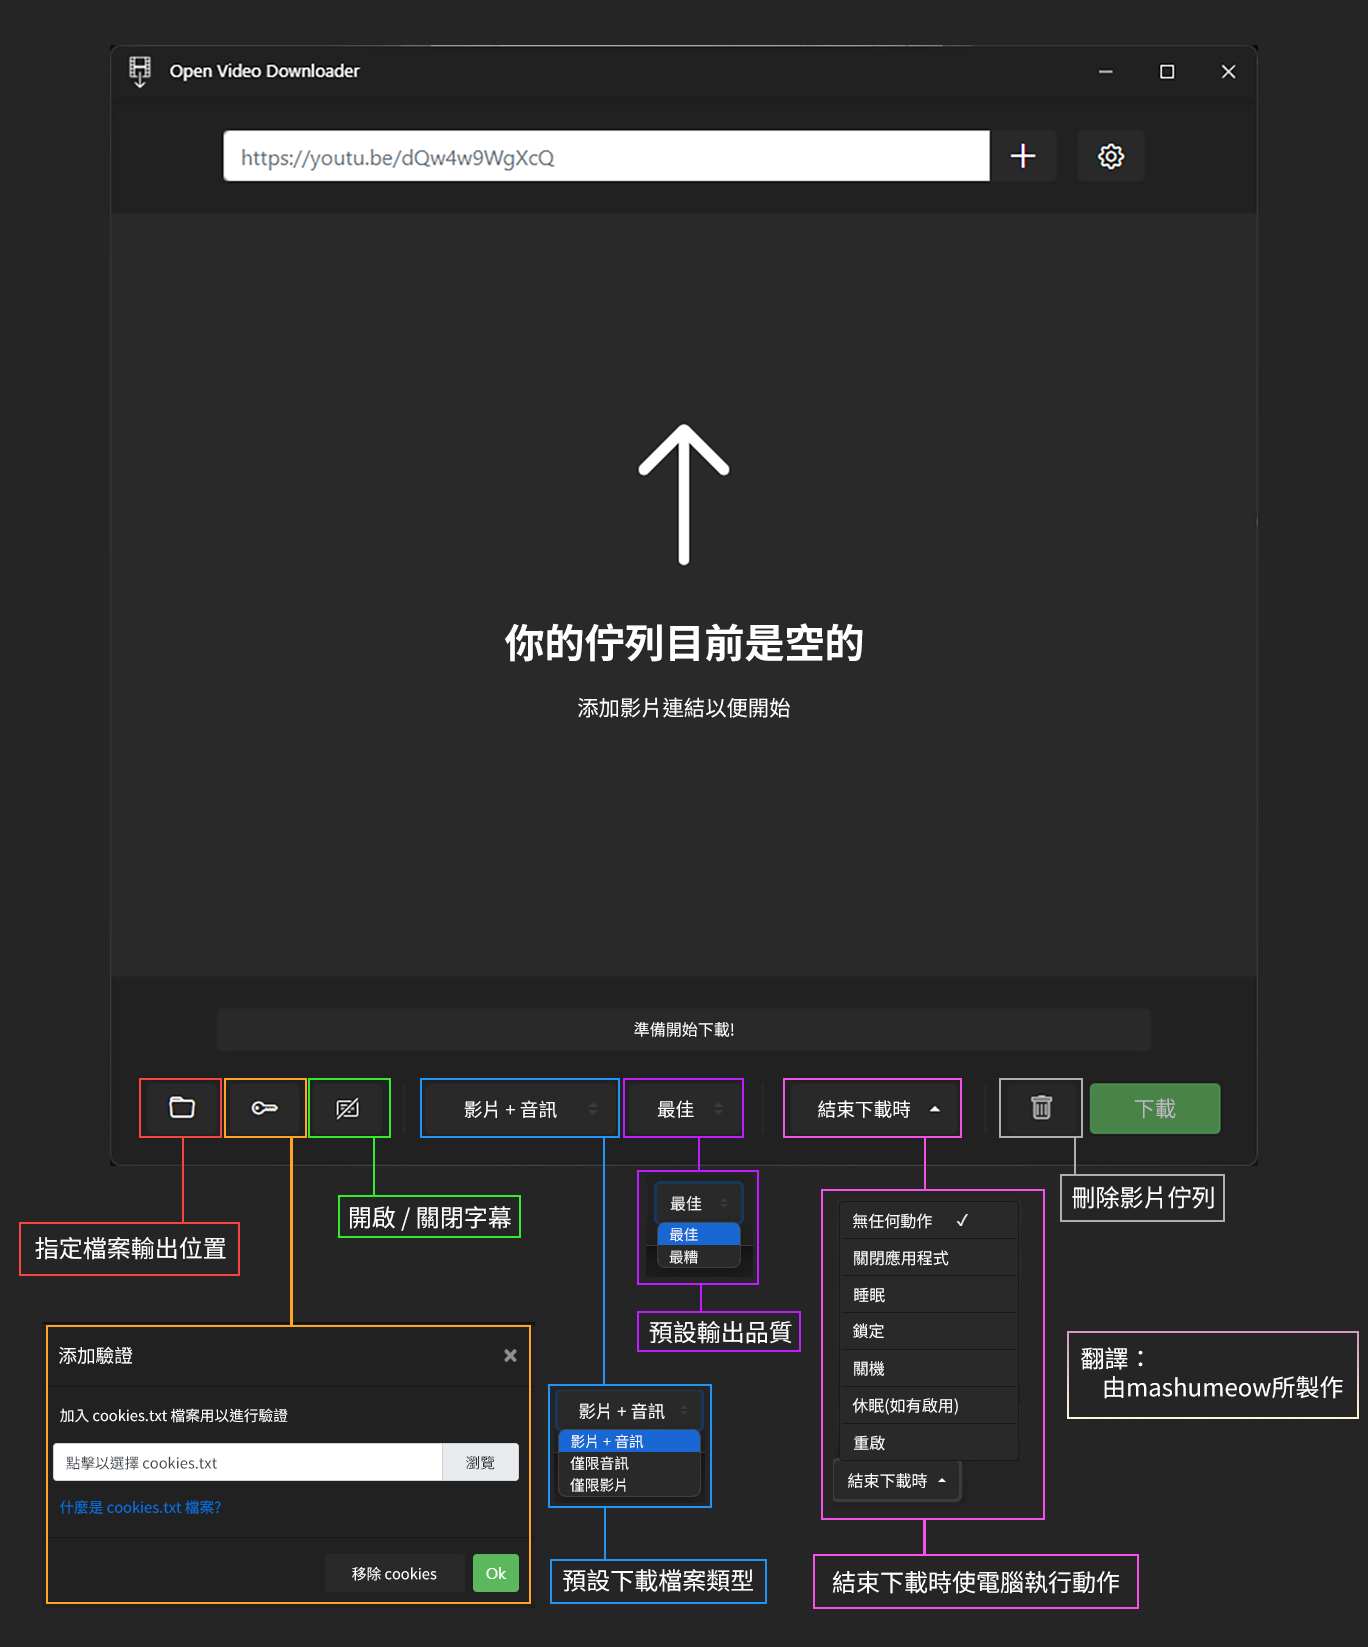 Open Video Downloader
https://youtu.be/dQw4w9WgXcQ
你的佇列目前是空的
添加影片連結以便開始
準備開始下載!
影片 + 音訊
最佳
結束下載時
下載
刪除影片佇列
開啟 / 關閉字幕
指定檔案輸出位置
最佳
最佳
最糟
預設輸出品質
無任何動作 ✓
關閉應用程式
睡眠
鎖定
關機
休眠(如有啟用)
重啟
結束下載時
結束下載時使電腦執行動作
添加驗證
加入 cookies.txt 檔案用以進行驗證
點擊以選擇 cookies.txt
瀏覽
什麼是 cookies.txt 檔案?
移除 cookies
Ok
影片 + 音訊
影片 + 音訊
僅限音訊
僅限影片
預設下載檔案類型
翻譯：
由mashumeow所製作